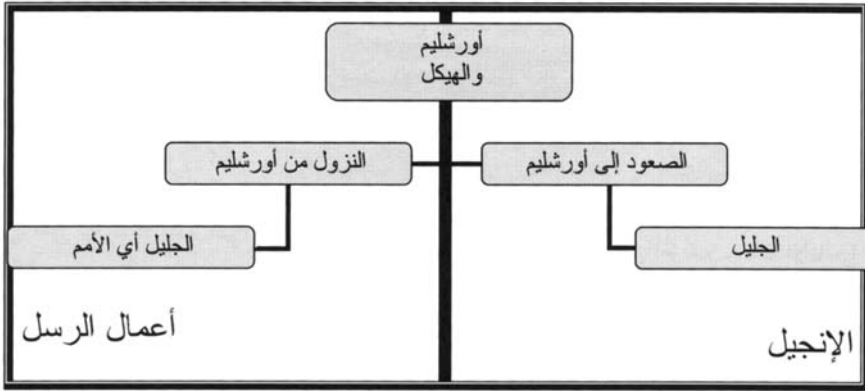 أورشليم
والهيكل
الصعود إلى أورشليم
النزول من أورشليم
الجليل
الجليل أي الأمم
الإنجيل
أعمال الرسل